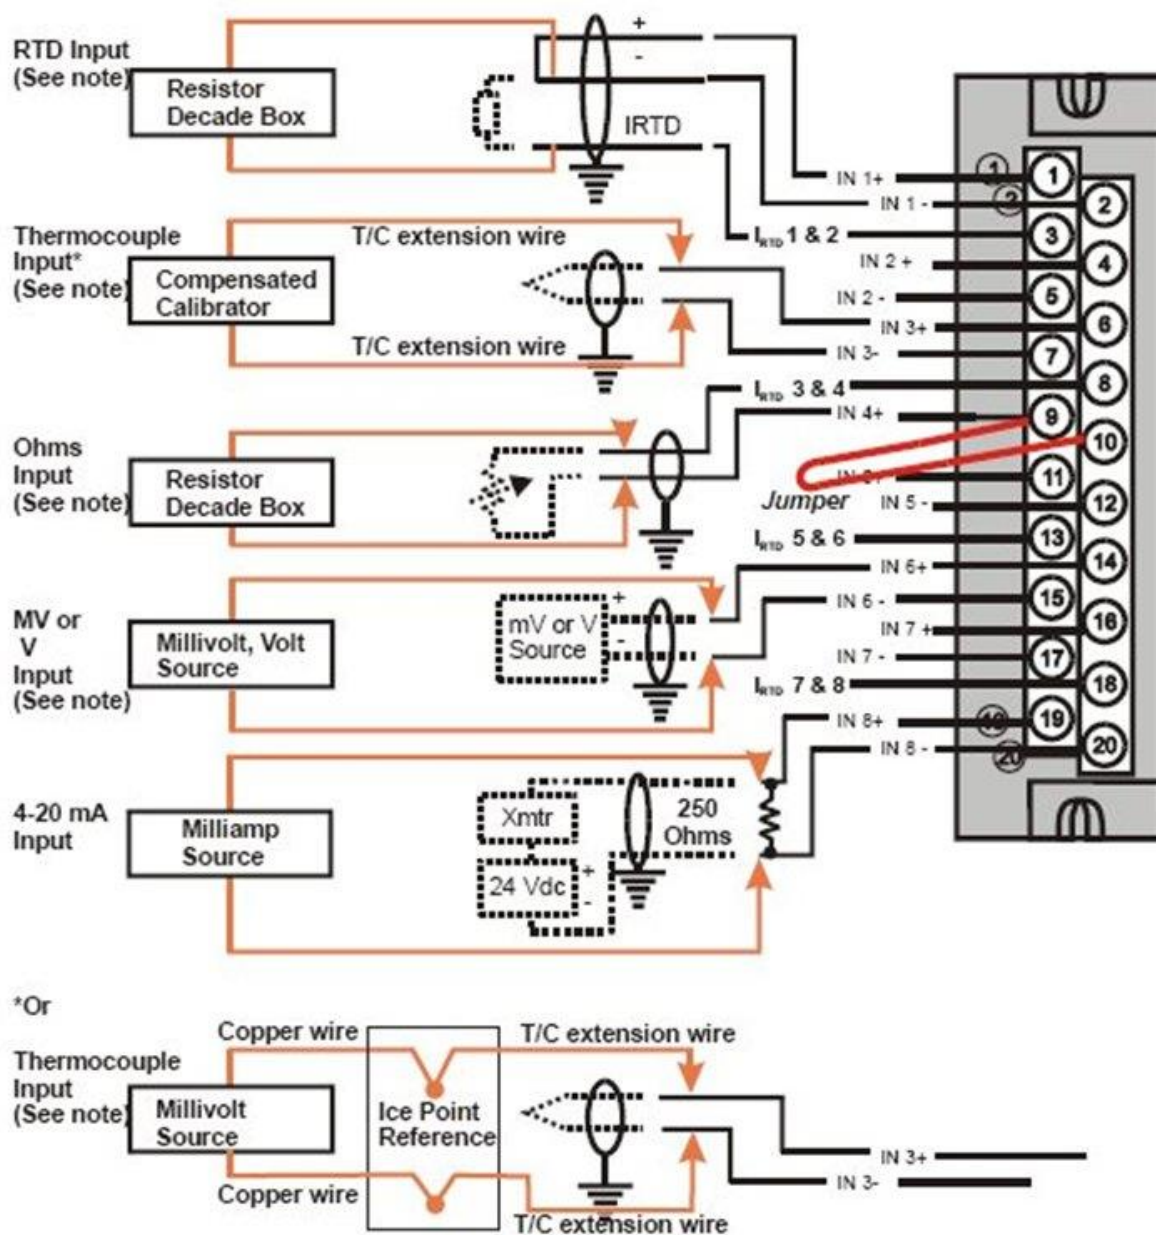 RTD Input
(See note)
Resistor
Decade Box
+
-
IRTD
IN 1+
IN 1 -
IRTD 1 & 2
IN 2 +
IN 2 -
IN 3+
IN 3-
IRTD 3 & 4
IN 4+
Jumper
IN 5 -
IRTD 5 & 6
IN 6+
IN 6 -
IN 7 +
IN 7 -
IRTD 7 & 8
IN 8+
IN 8 -
1
2
1
2
3
4
5
6
7
8
9
10
11
12
13
14
15
16
17
18
19
20
19
20
Thermocouple
Input*
(See note)
Compensated
Calibrator
T/C extension wire
T/C extension wire
Ohms
Input
(See note)
Resistor
Decade Box
MV or
V
Input
(See note)
Millivolt, Volt
Source
mV or V
Source
+
-
4-20 mA
Input
Milliamp
Source
Xmtr
24 Vdc
+
-
250
Ohms
*Or
Thermocouple
Input
(See note)
Millivolt
Source
Copper wire
Copper wire
Ice Point
Reference
T/C extension wire
T/C extension wire
IN 3+
IN 3-